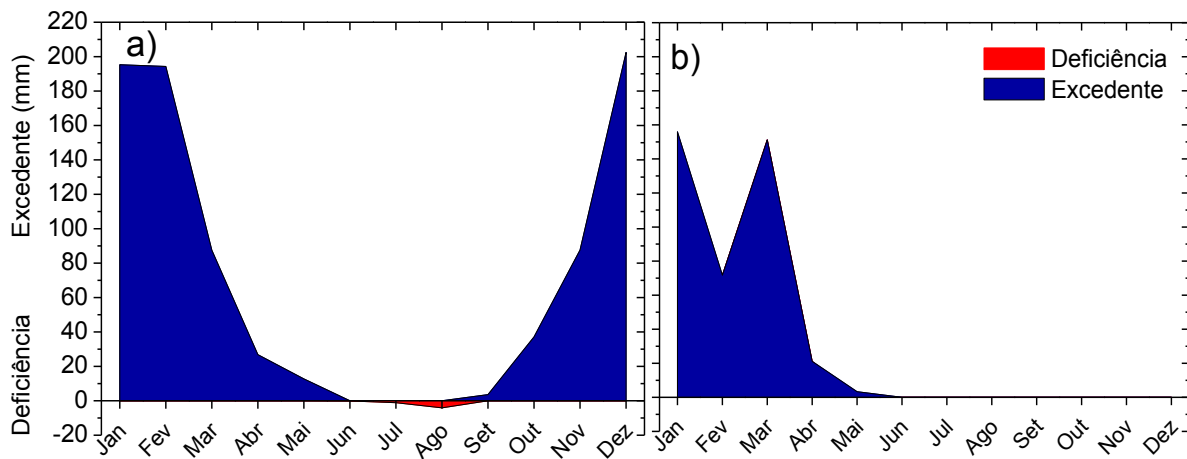 a)
Excedente (mm)
Deficiência
220
200
180
160
140
120
100
80
60
40
20
0
-20
Jan Fev Mar Abr Mai Jun Jul Ago Set Out Nov Dez
b)
Deficiência
Excedente
Jan Fev Mar Abr Mai Jun Jul Ago Set Out Nov Dez